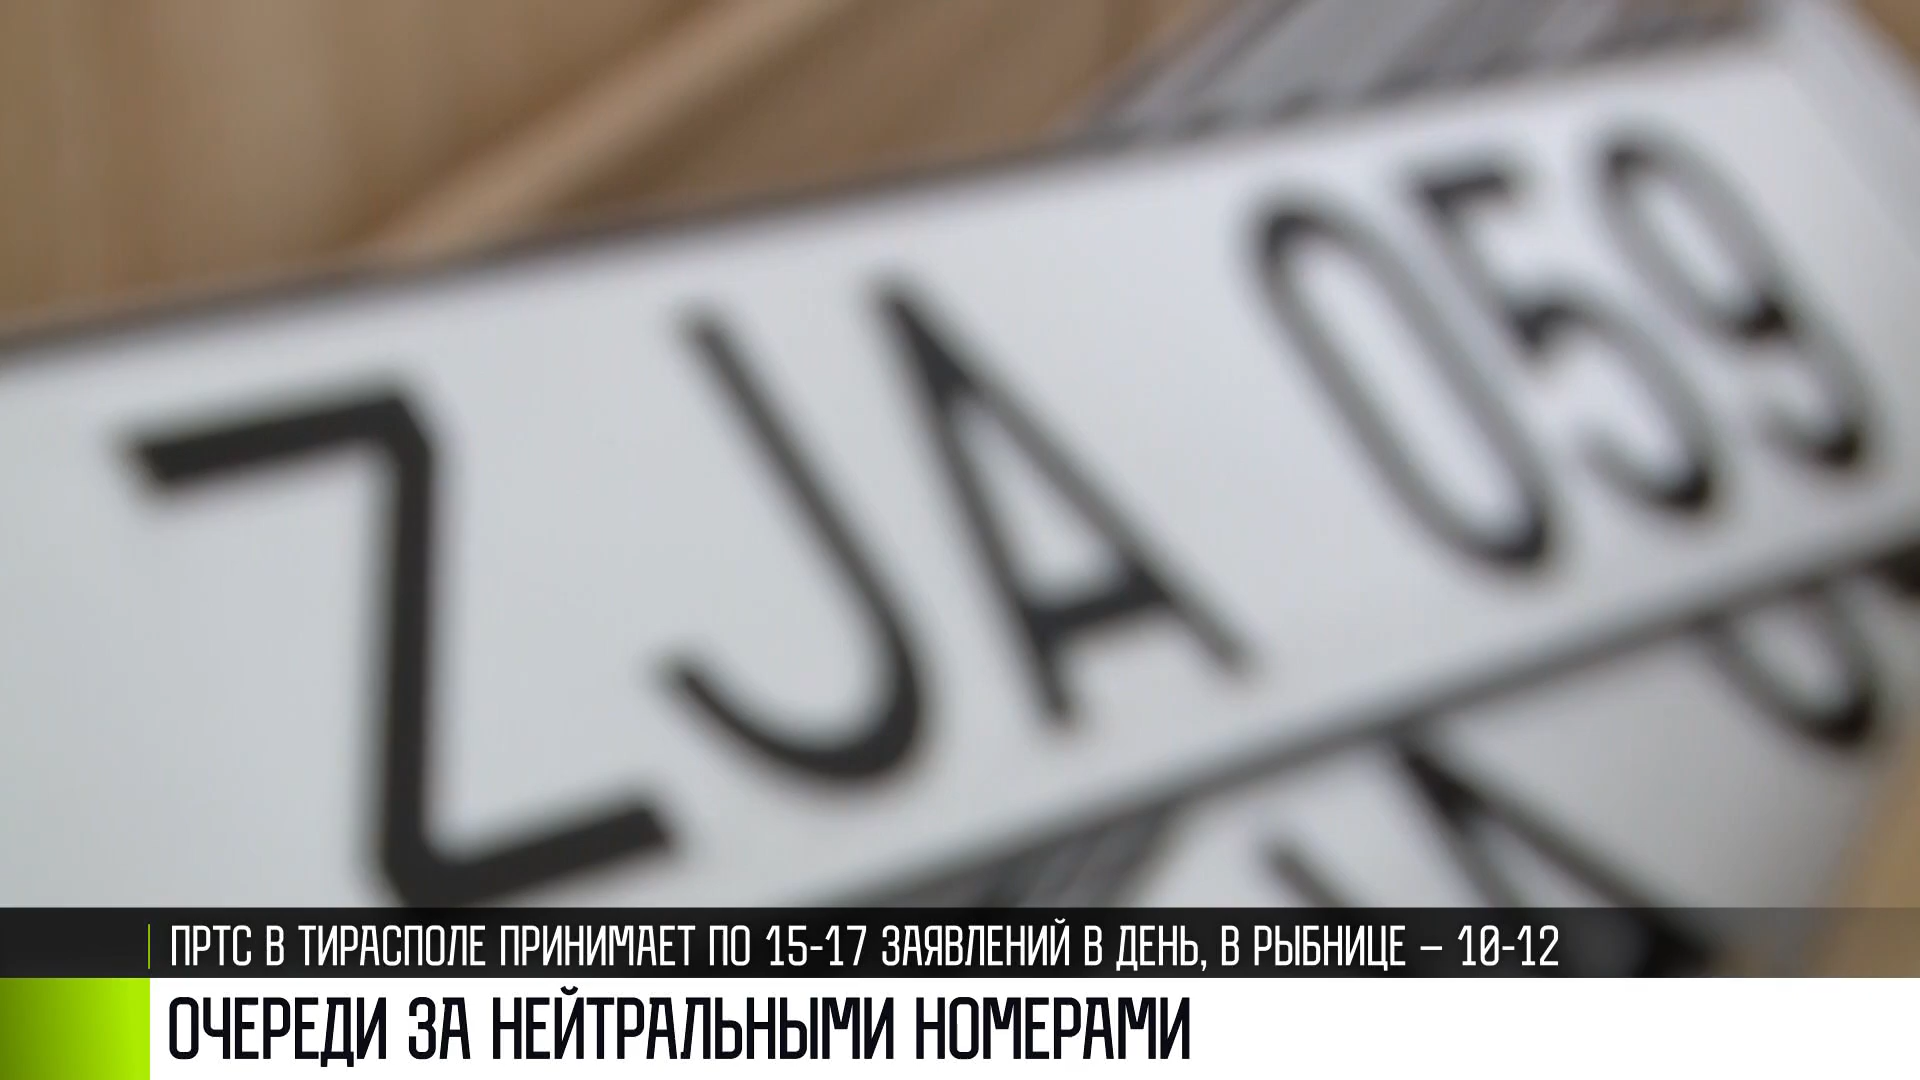 ZJA 059
ПРТС В ТИРАСПОЛЕ ПРИНИМАЕТ ПО 15-17 ЗАЯВЛЕНИЙ В ДЕНЬ, В РЫБНИЦЕ – 10-12
ОЧЕРЕДИ ЗА НЕЙТРАЛЬНЫМИ НОМЕРАМИ